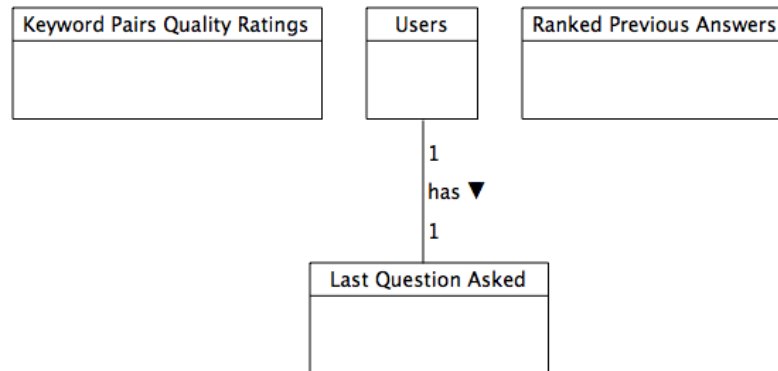 Keyword Pairs Quality Ratings
Users
Ranked Previous Answers
1
has ▼
1
Last Question Asked